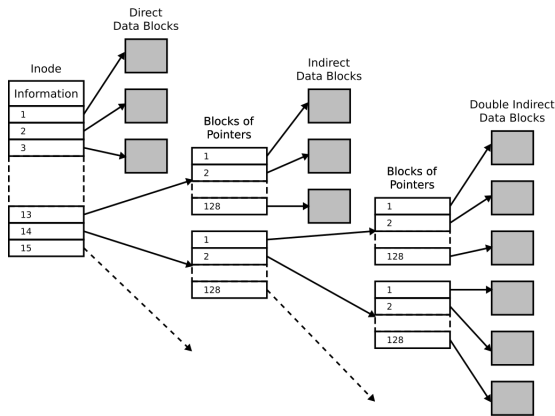 Direct
Data Blocks
Inode
Information
1
2
3
13
14
15
Blocks of
Pointers
1
2
128
1
2
128
Indirect
Data Blocks
Blocks of
Pointers
1
2
128
1
2
128
Double Indirect
Data Blocks